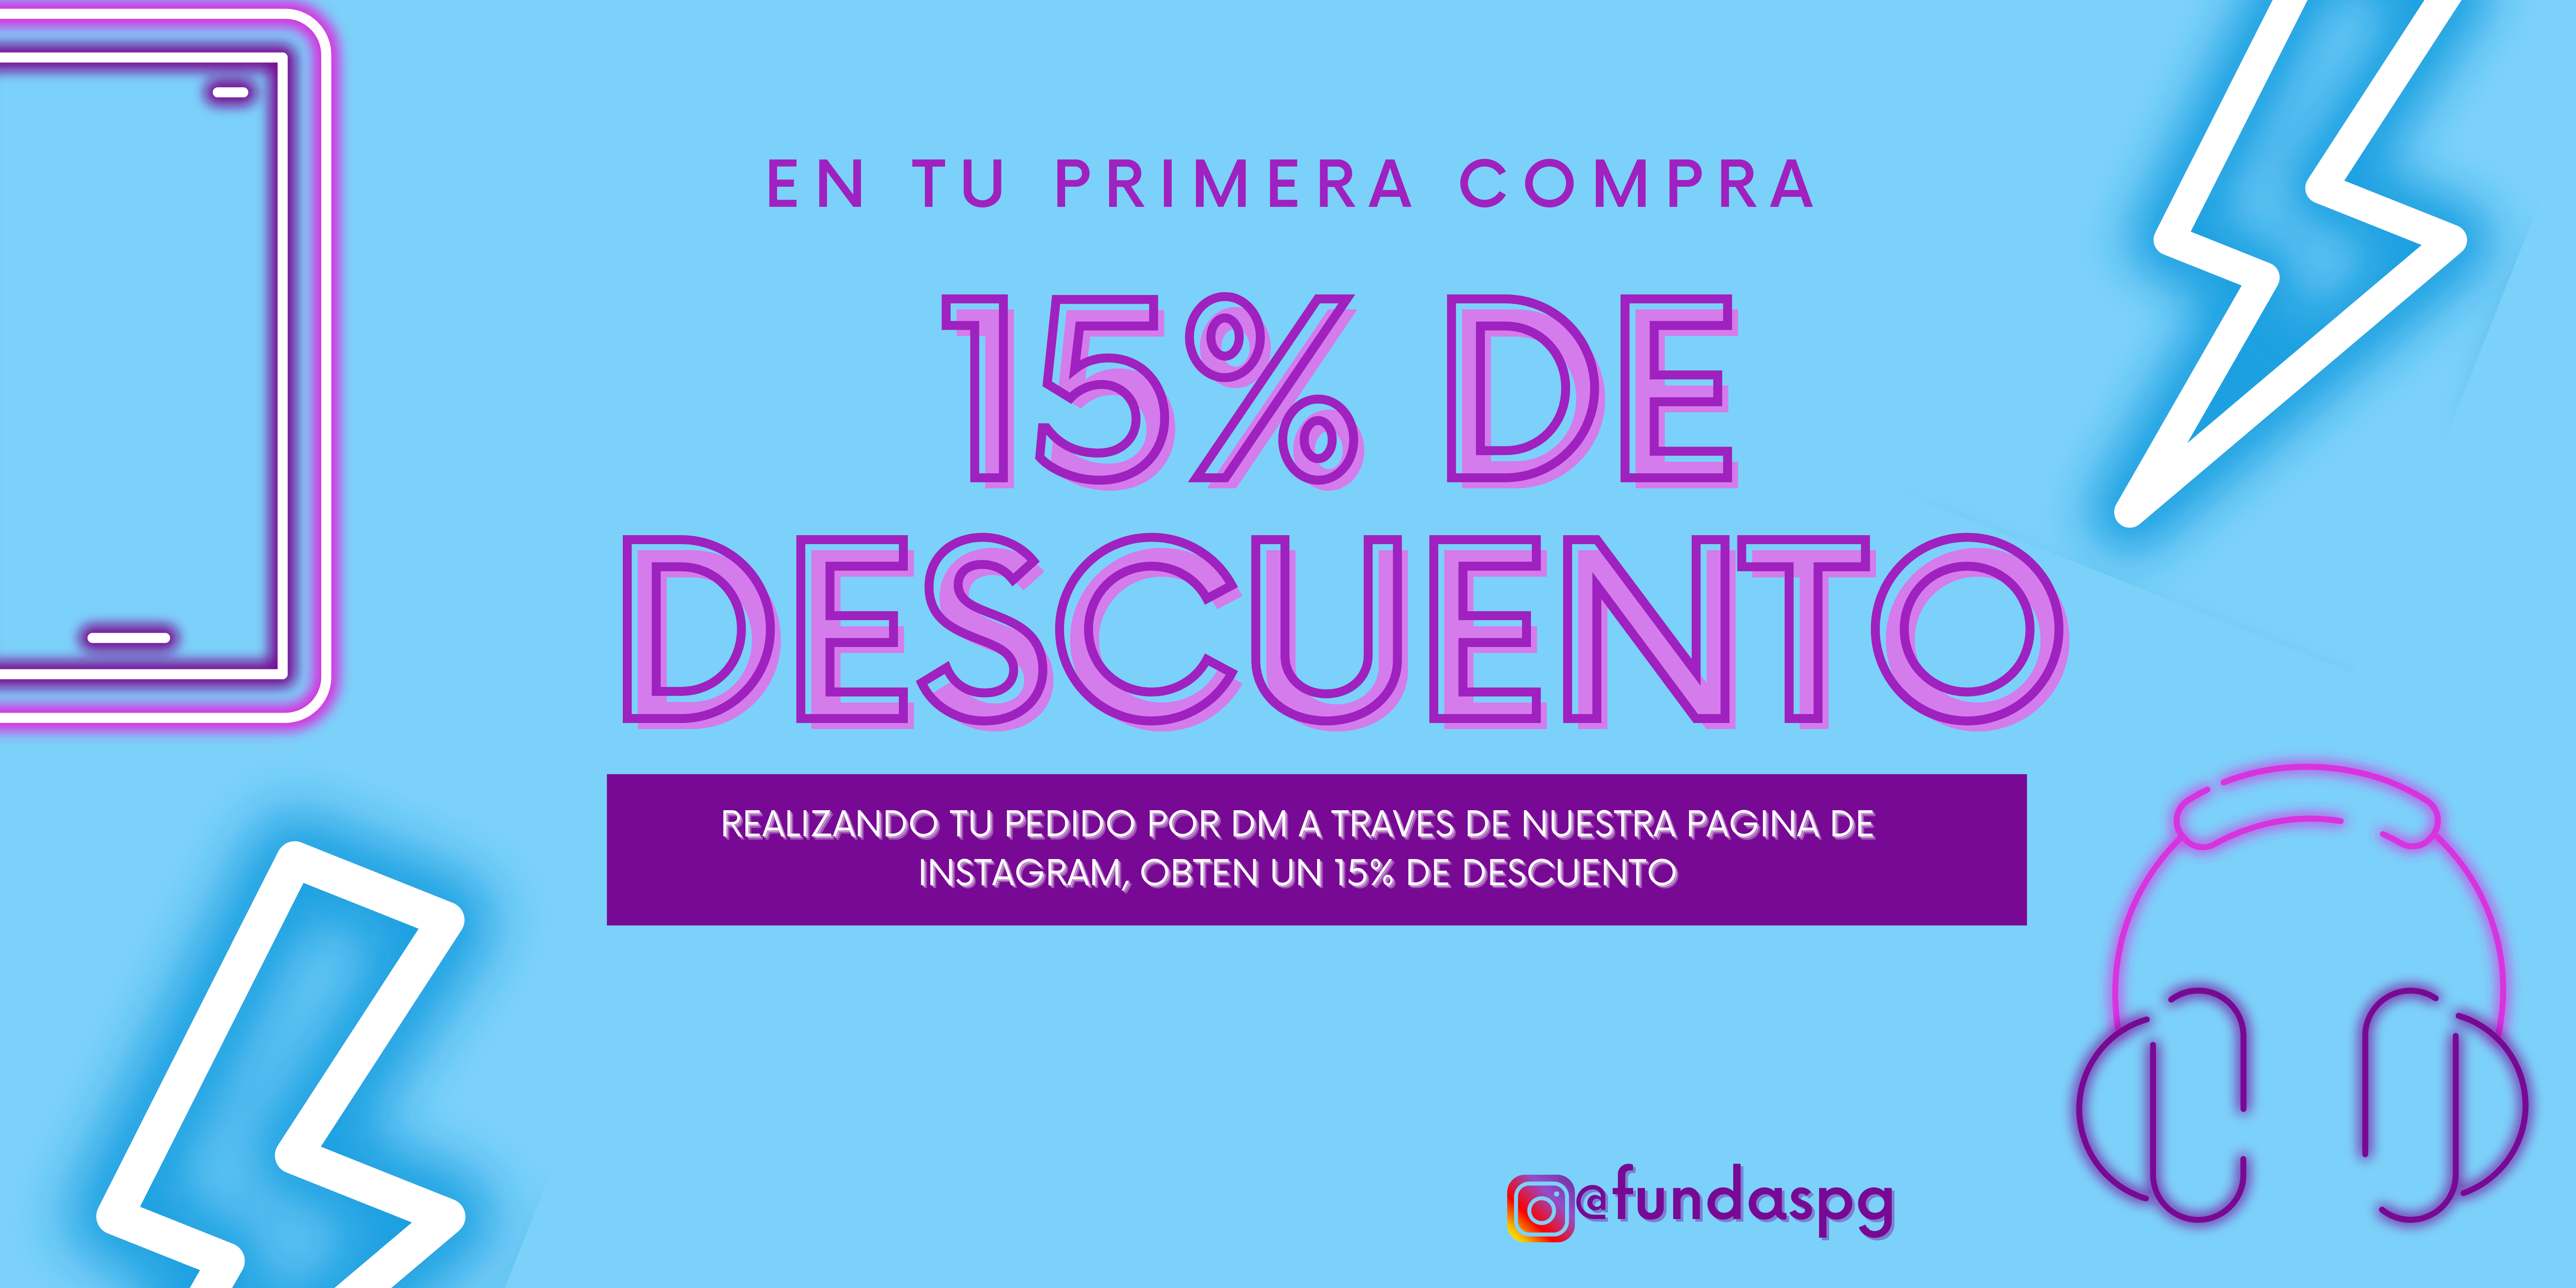 EN TU PRIMERA COMPRA
15% DE
DESCUENTO
REALIZANDO TU PEDIDO POR DM A TRAVES DE NUESTRA PAGINA DE
INSTAGRAM, OBTEN UN 15% DE DESCUENTO
@fundaspg